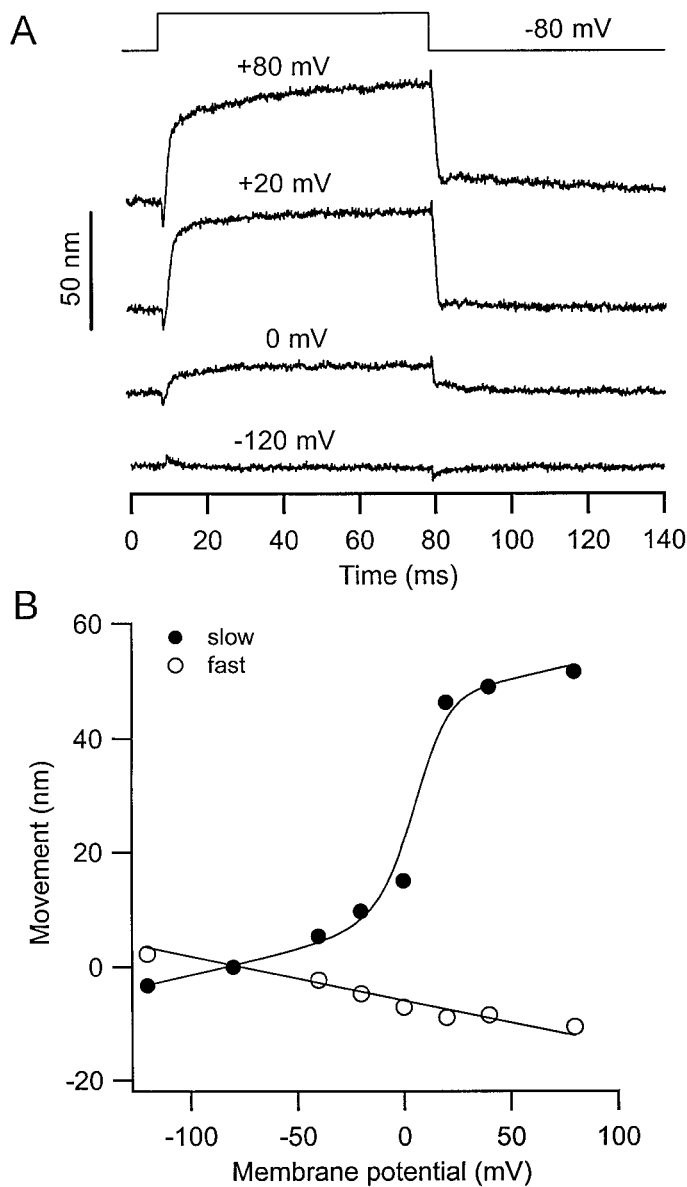 A
-80 mV
+80 mV
+20 mV
50 nm
0 mV
-120 mV
0 20 40 60 80 100 120 140
Time (ms)
B
60
slow
fast
40
20
0
-20
Movement (nm)
-100 -50 0 50 100
Membrane potential (mV)